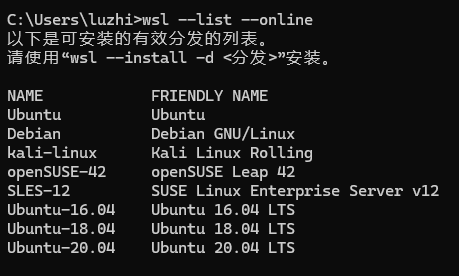 C:\Users\luzhi>wsl --list --online
以下是可安装的有效分发的列表。
请使用“wsl --install -d <分发>”安装。
NAME FRIENDLY NAME
Ubuntu Ubuntu
Debian Debian GNU/Linux
kali-linux Kali Linux Rolling
openSUSE-42 openSUSE Leap 42
SLES-12 SUSE Linux Enterprise Server v12
Ubuntu-16.04 Ubuntu 16.04 LTS
Ubuntu-18.04 Ubuntu 18.04 LTS
Ubuntu-20.04 Ubuntu 20.04 LTS